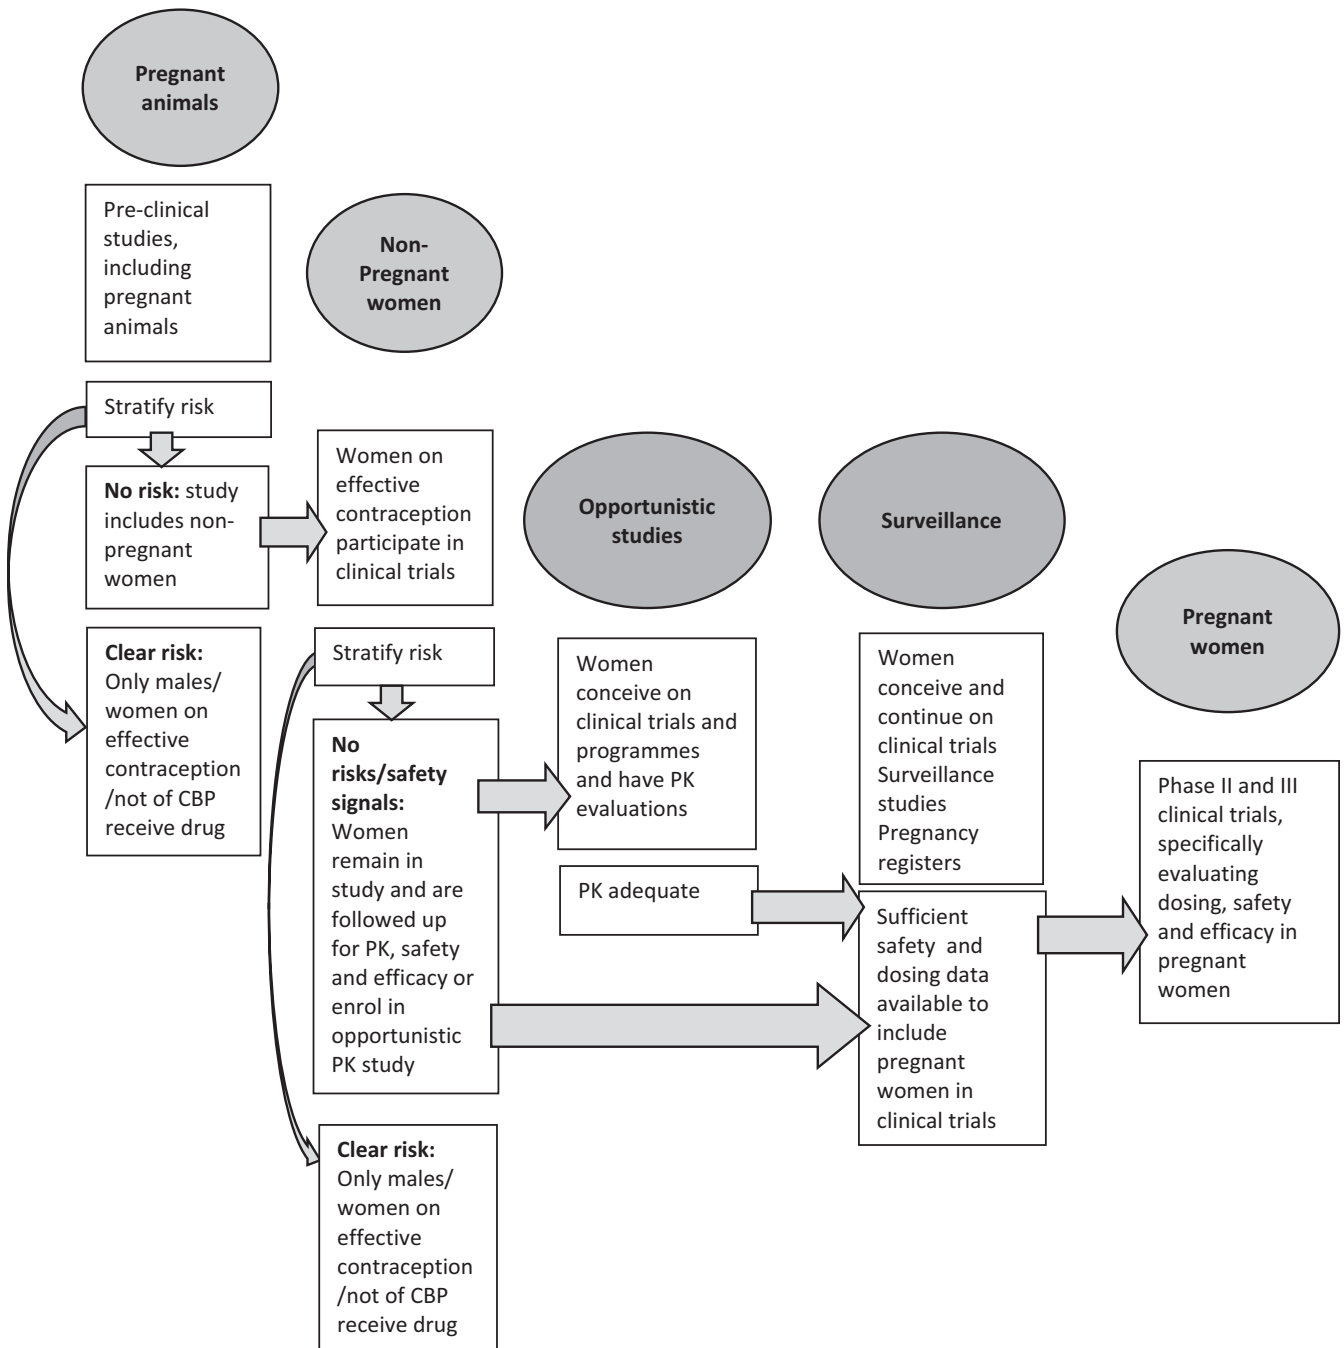 Pregnant
animals
Pre-clinical
studies,
including
pregnant
animals
Stratify risk
No risk: study
includes non-
pregnant
women
Clear risk:
Only males/
women on
effective
contraception
/not of CBP
receive drug
Non-
Pregnant
women
Women on
effective
contraception
participate in
clinical trials
Stratify risk
No
risks/safety
signals:
Women
remain in
study and are
followed up
for PK, safety
and efficacy or
enrol in
opportunistic
PK study
Clear risk:
Only males/
women on
effective
contraception
/not of CBP
receive drug
Opportunistic
studies
Women
conceive on
clinical trials and
programmes
and have PK
evaluations
PK adequate
Surveillance
Women
conceive and
continue on
clinical trials
Surveillance
studies
Pregnancy
registers
Sufficient
safety and
dosing data
available to
include
pregnant
women in
clinical trials
Pregnant
women
Phase II and III
clinical trials,
specifically
evaluating
dosing, safety
and efficacy in
pregnant
women